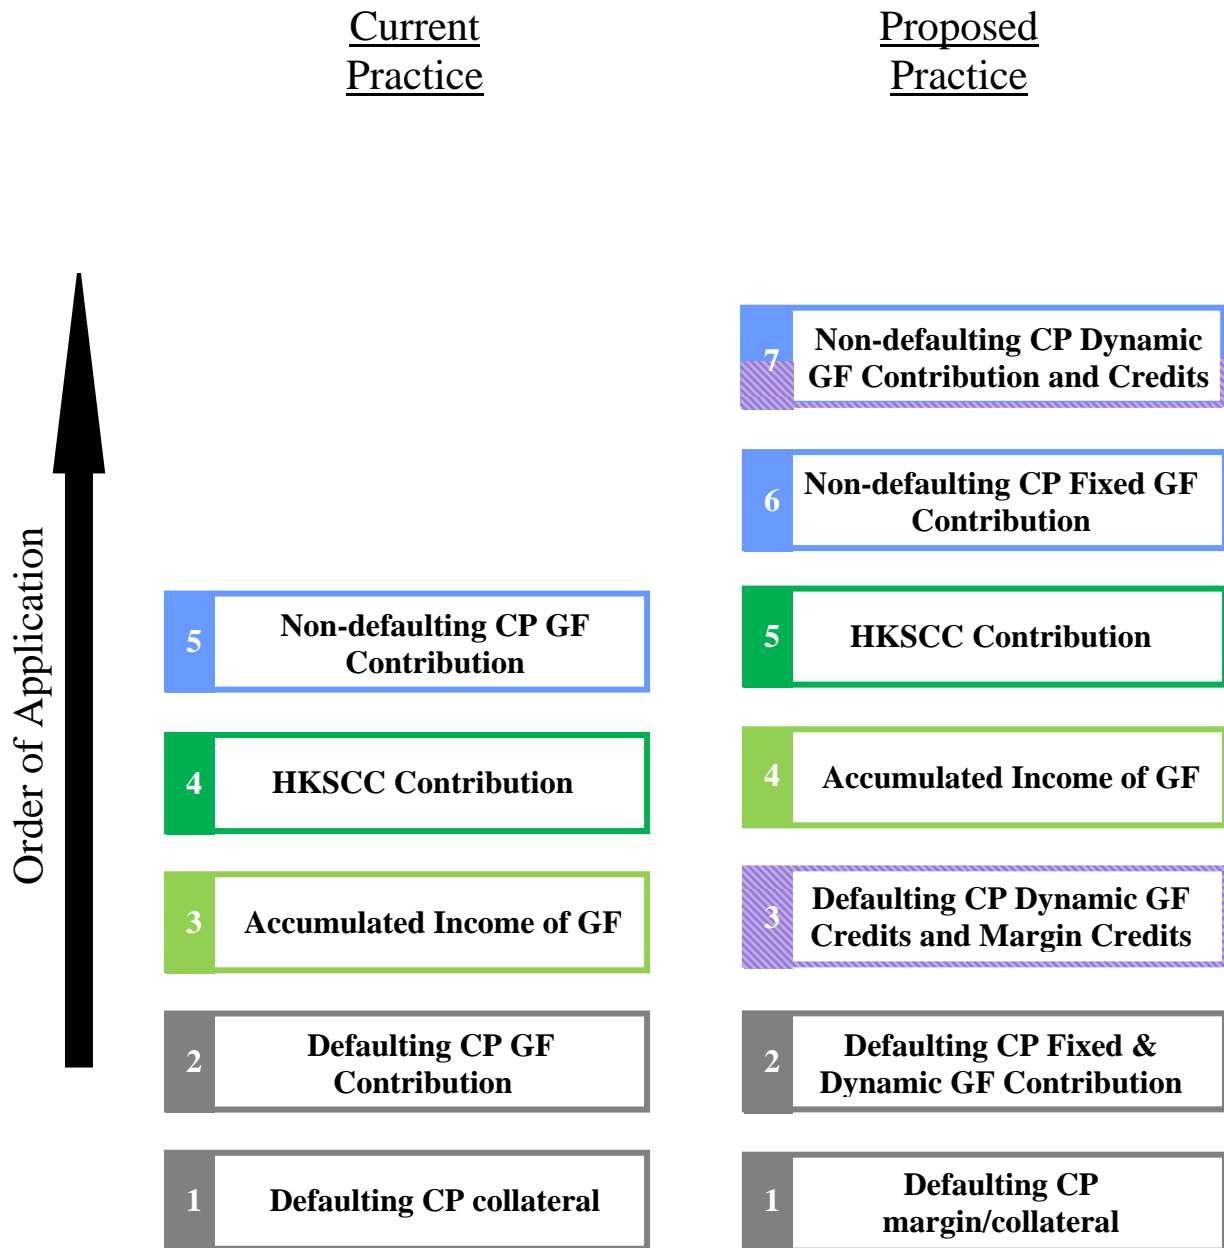 Current
Practice
Proposed
Practice
Order of Application
5
Non-defaulting CP GF
Contribution
4
HKSCC Contribution
3
Accumulated Income of GF
2
Defaulting CP GF
Contribution
1
Defaulting CP collateral
7
Non-defaulting CP Dynamic
GF Contribution and Credits
6
Non-defaulting CP Fixed GF
Contribution
5
HKSCC Contribution
4
Accumulated Income of GF
3
Defaulting CP Dynamic GF
Credits and Margin Credits
2
Defaulting CP Fixed &
Dynamic GF Contribution
1
Defaulting CP
margin/collateral